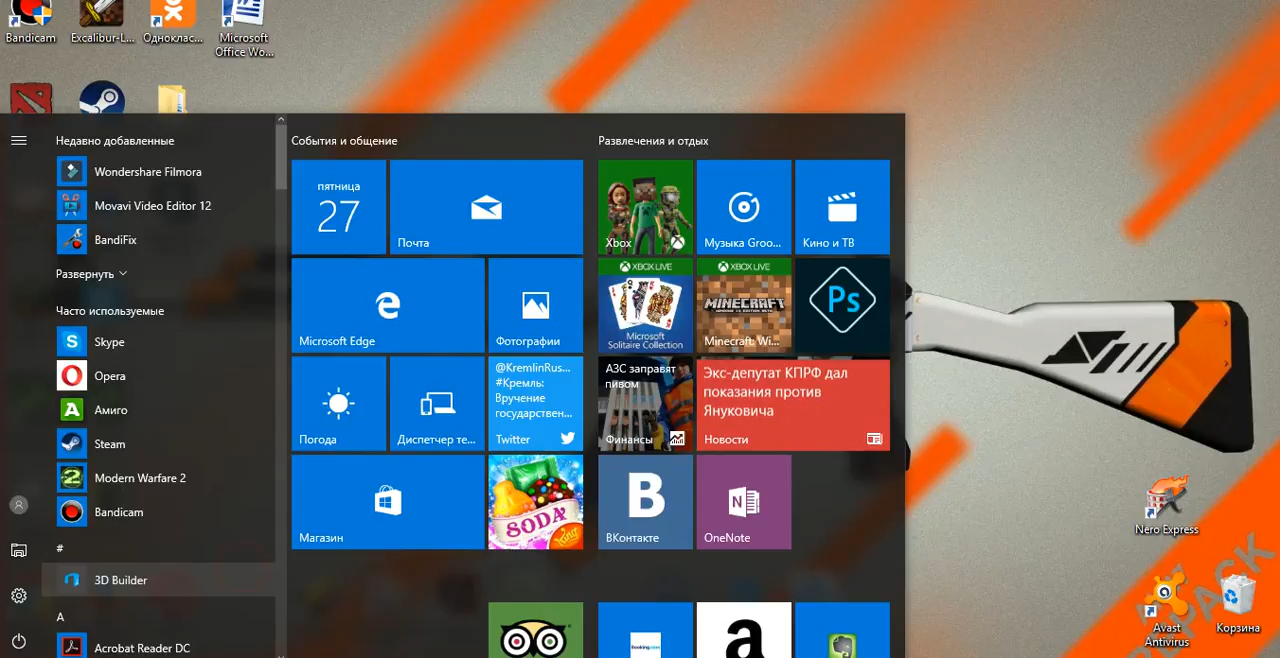 Bandicam
Excalibur-L...
Одноклас...
Microsoft
Office Wo...
Недавно добавленные
Wondershare Filmora
Movavi Video Editor 12
BandiFix
Развернуть
Часто используемые
Skype
Opera
Амиго
Steam
Modern Warfare 2
Bandicam
#
3D Builder
A
Acrobat Reader DC
События и общение
пятница
27
Почта
Microsoft Edge
Фотографии
Погода
Диспетчер те...
@KremlinRus...
#Кремль:
Вручение
государствен...
Twitter
Магазин
SODA
Развлечения и отдых
Xbox
Музыка Groo...
Кино и ТВ
XBOX LIVE
Microsoft
Solitaire Collection
XBOX LIVE
MINECRAFT
Minecraft: Wi...
Ps
АЗС заправят
пивом
Финансы
Экс-депутат КПРФ дал
показания против
Януковича
Новости
B
ВКонтакте
N
OneNote
Booking.com
a
Nero Express
Avast
Antivirus
Корзина